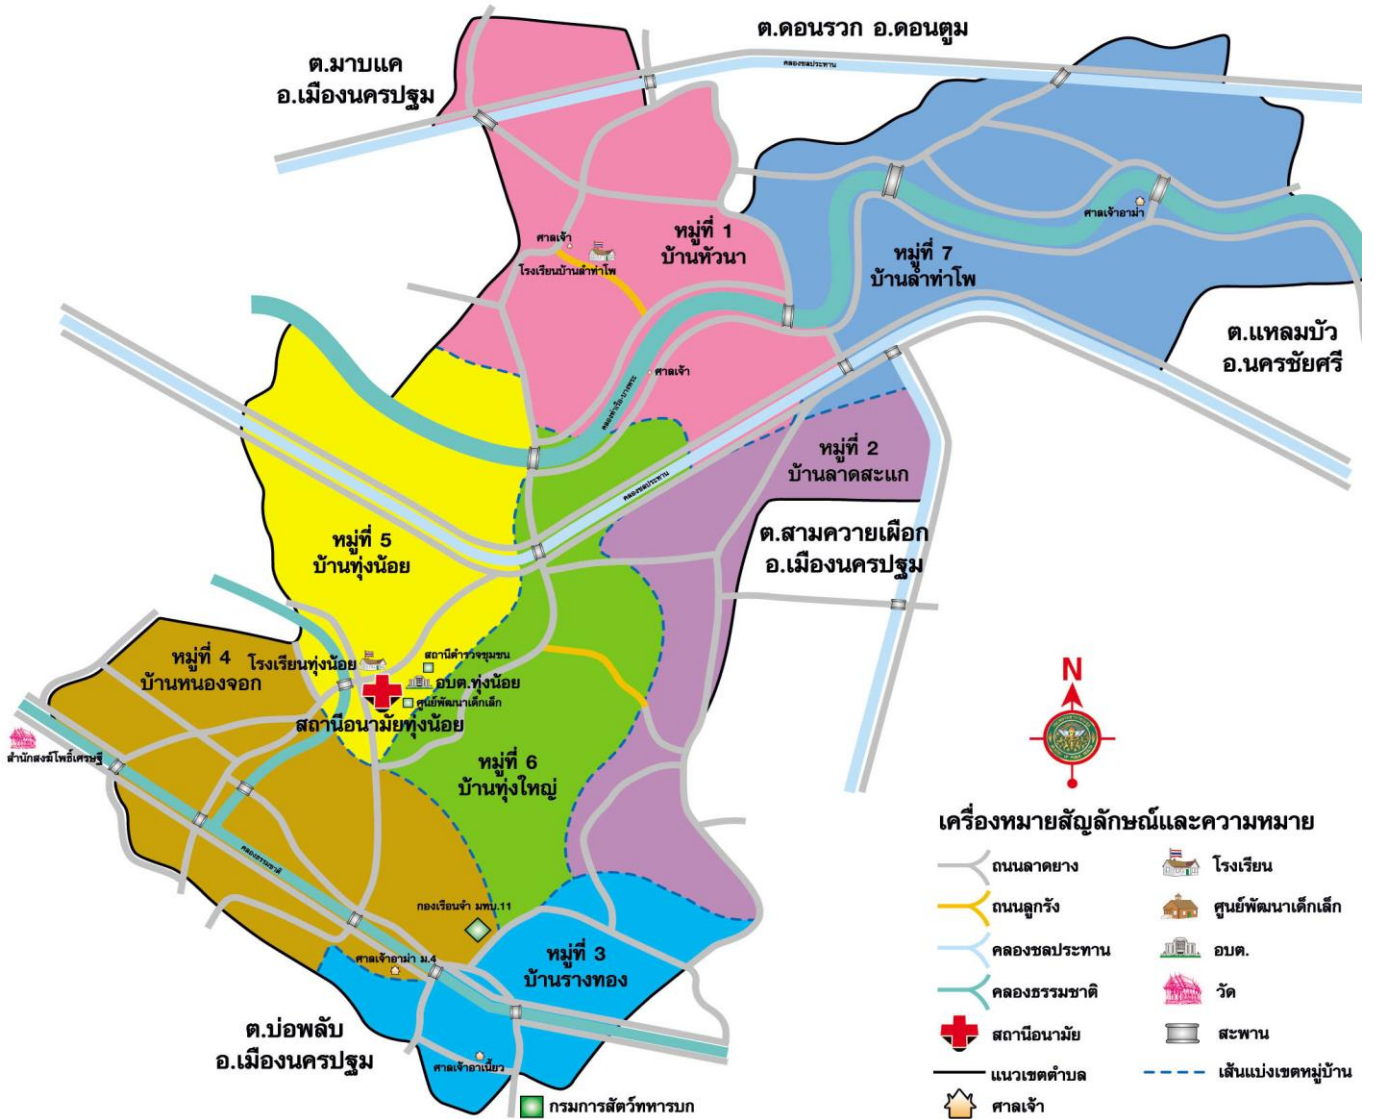 ต.ดอนรวก อ.ดอนตูม
ต.มาบแค
อ.เมืองนครปฐม
คลองชลประทาน
ศาลเจ้าอาม่า
หมู่ที่ 1
บ้านหัวนา
ศาลเจ้า
โรงเรียนบ้านลำท่าโพ
หมู่ที่ 7
บ้านลำท่าโพ
ต.แหลมบัว
อ.นครชัยศรี
ศาลเจ้า
คลองท่าเรือ-บางพระ
หมู่ที่ 2
บ้านลาดสะแก
คลองชลประทาน
หมู่ที่ 5
บ้านทุ่งน้อย
ต.สามควายเผือก
อ.เมืองนครปฐม
หมู่ที่ 4
บ้านหนองจอก
โรงเรียนทุ่งน้อย
สถานีตำรวจชุมชน
อบต.ทุ่งน้อย
ศูนย์พัฒนาเด็กเล็ก
สถานีอนามัยทุ่งน้อย
N
สำนักสงฆ์โพธิ์เศรษฐี
หมู่ที่ 6
บ้านทุ่งใหญ่
คลองธรรมชาติ
กองเรือนจำ มทบ.11
หมู่ที่ 3
บ้านรางทอง
ศาลเจ้าอาม่า ม.4
ต.บ่อพลับ
อ.เมืองนครปฐม
ศาลเจ้าอาเนี้ยว
กรมการสัตว์ทหารบก
เครื่องหมายสัญลักษณ์และความหมาย
ถนนลาดยาง
โรงเรียน
ถนนลูกรัง
ศูนย์พัฒนาเด็กเล็ก
คลองชลประทาน
อบต.
คลองธรรมชาติ
วัด
สถานีอนามัย
สะพาน
แนวเขตตำบล
เส้นแบ่งเขตหมู่บ้าน
ศาลเจ้า